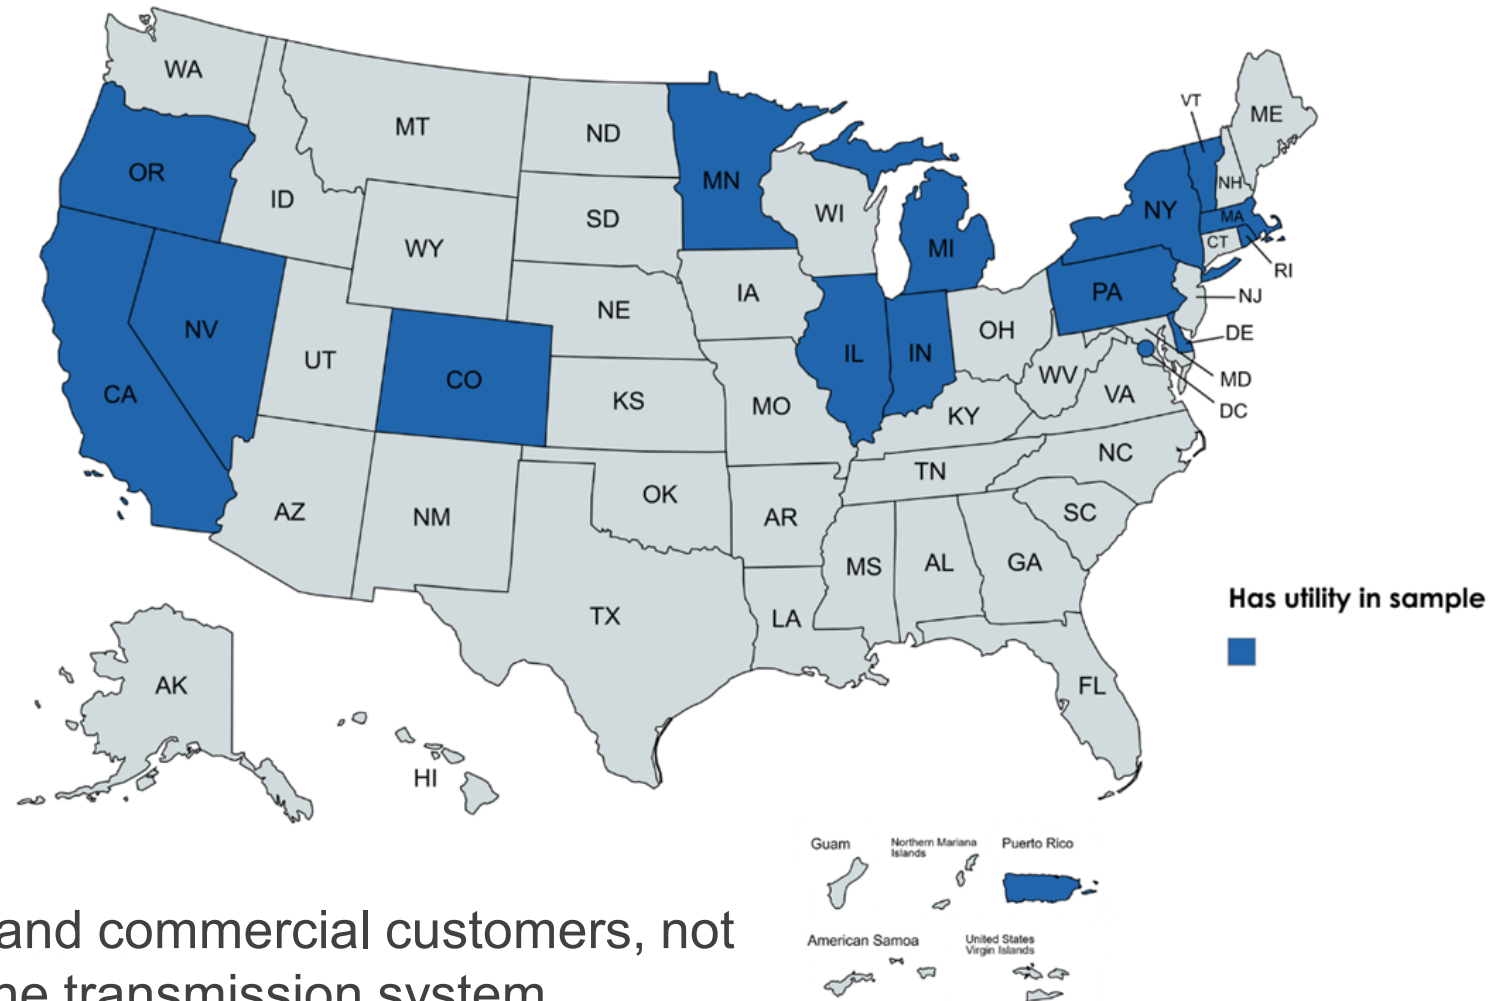 WA
MT
ND
MN
VT
ME
OR
ID
SD
WI
NH
WY
MI
NY
MA
CT
RI
NV
NE
IA
PA
NJ
UT
CO
IL
IN
OH
DE
CA
KS
MO
WV
VA
MD
DC
KY
NC
AZ
NM
OK
AR
TN
SC
TX
MS
AL
GA
LA
Has utility in sample
AK
FL
HI
Guam
Northern Mariana
Islands
Puerto Rico
and commercial customers, not
American Samoa
United States
Virgin Islands
he transmission system